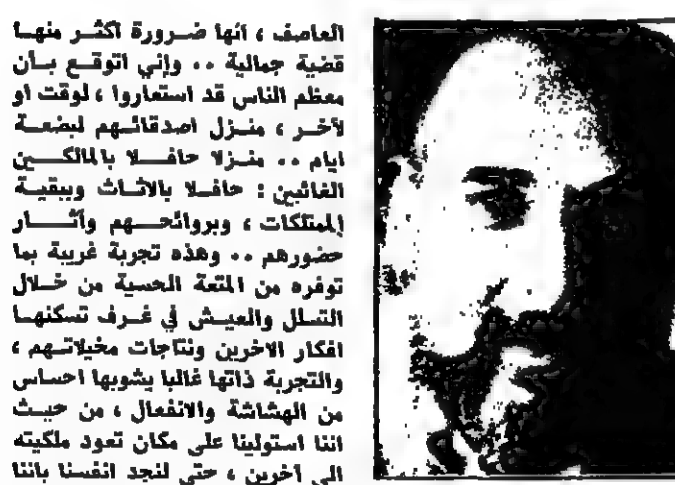 العاصف ، أنها ضرورة أكثر منها
قضية جمالية .. وإني اتوقع بأن
معظم الناس قد استعاروا ، لوقت او
لآخر ، منزل اصدقائهم لبضعة
ايام .. منزلا حافلا بالمالكين
الغائبين : حافلا بالاثاث وببقية
الممتلكات ، وبروائحهم وآثار
حضورهم .. وهذه تجربة غريبة بما
توفره من المتعة الحسية من خلال
التسلل والعيش في غرف تسكنها
افكار الاخرين ونتاجات مخيلاتهم ،
والتجربة ذاتها غالبا يشوبها احساس
من الهشاشة والانفعال ، من حيث
اننا استولينا على مكان تعود ملكيته
الى آخرين ، حتى لنجد انفسنا باننا